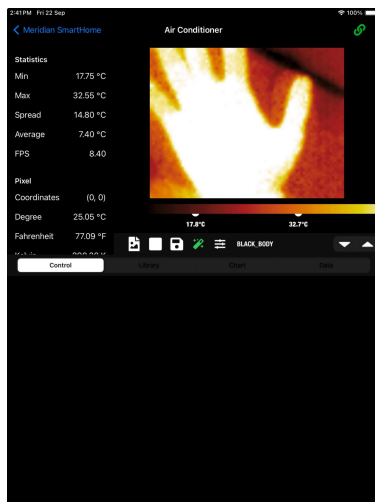 2:41 PM Fri 22 Sep 100%
Meridian SmartHome
Air Conditioner
Statistics
Min 17.75 °C
Max 32.55 °C
Spread 14.80 °C
Average 7.40 °C
FPS 8.40
Pixel
Coordinates (0, 0)
Degree 25.05 °C
Fahrenheit 77.09 °F
17.8°C 32.7°C
BLACK_BODY
Control Library Chart Data